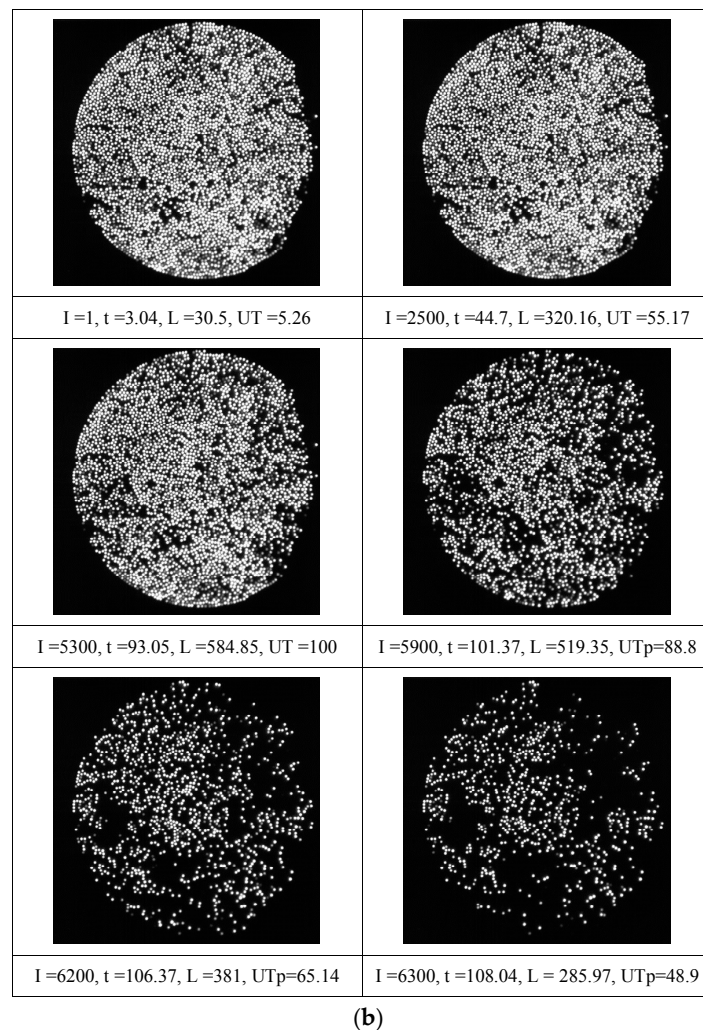 I =1, t =3.04, L =30.5, UT =5.26
I =2500, t =44.7, L =320.16, UT =55.17
I =5300, t =93.05, L =584.85, UT =100
I =5900, t =101.37, L =519.35, UTp=88.8
I =6200, t =106.37, L =381, UTp=65.14
I =6300, t =108.04, L = 285.97, UTp=48.9
(b)